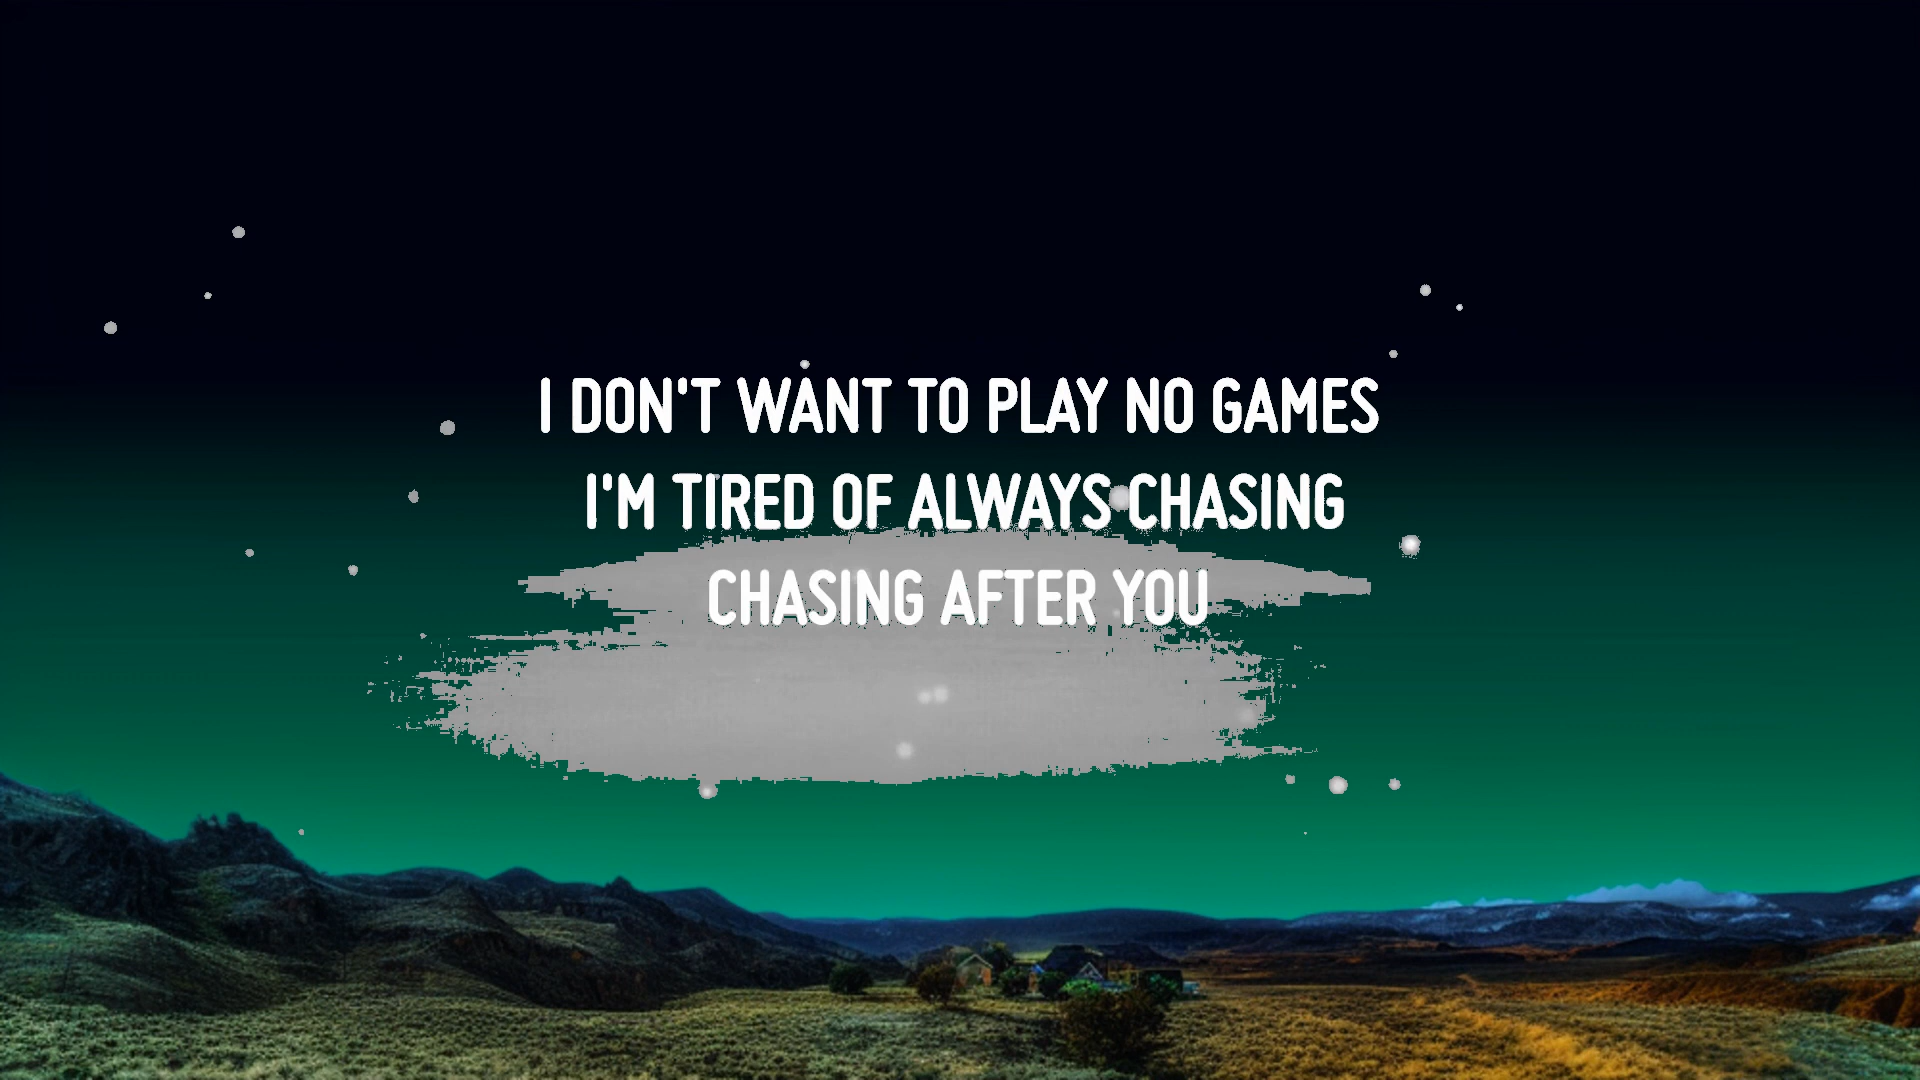 I DON'T WANT TO PLAY NO GAMES
I'M TIRED OF ALWAYS CHASING
CHASING AFTER YOU